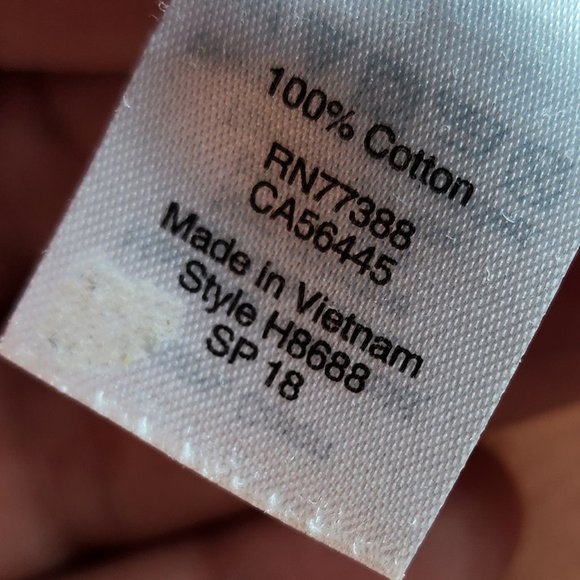 100% Cotton
RN77388
CA56445
Made in Vietnam
Style H8688
SP 18